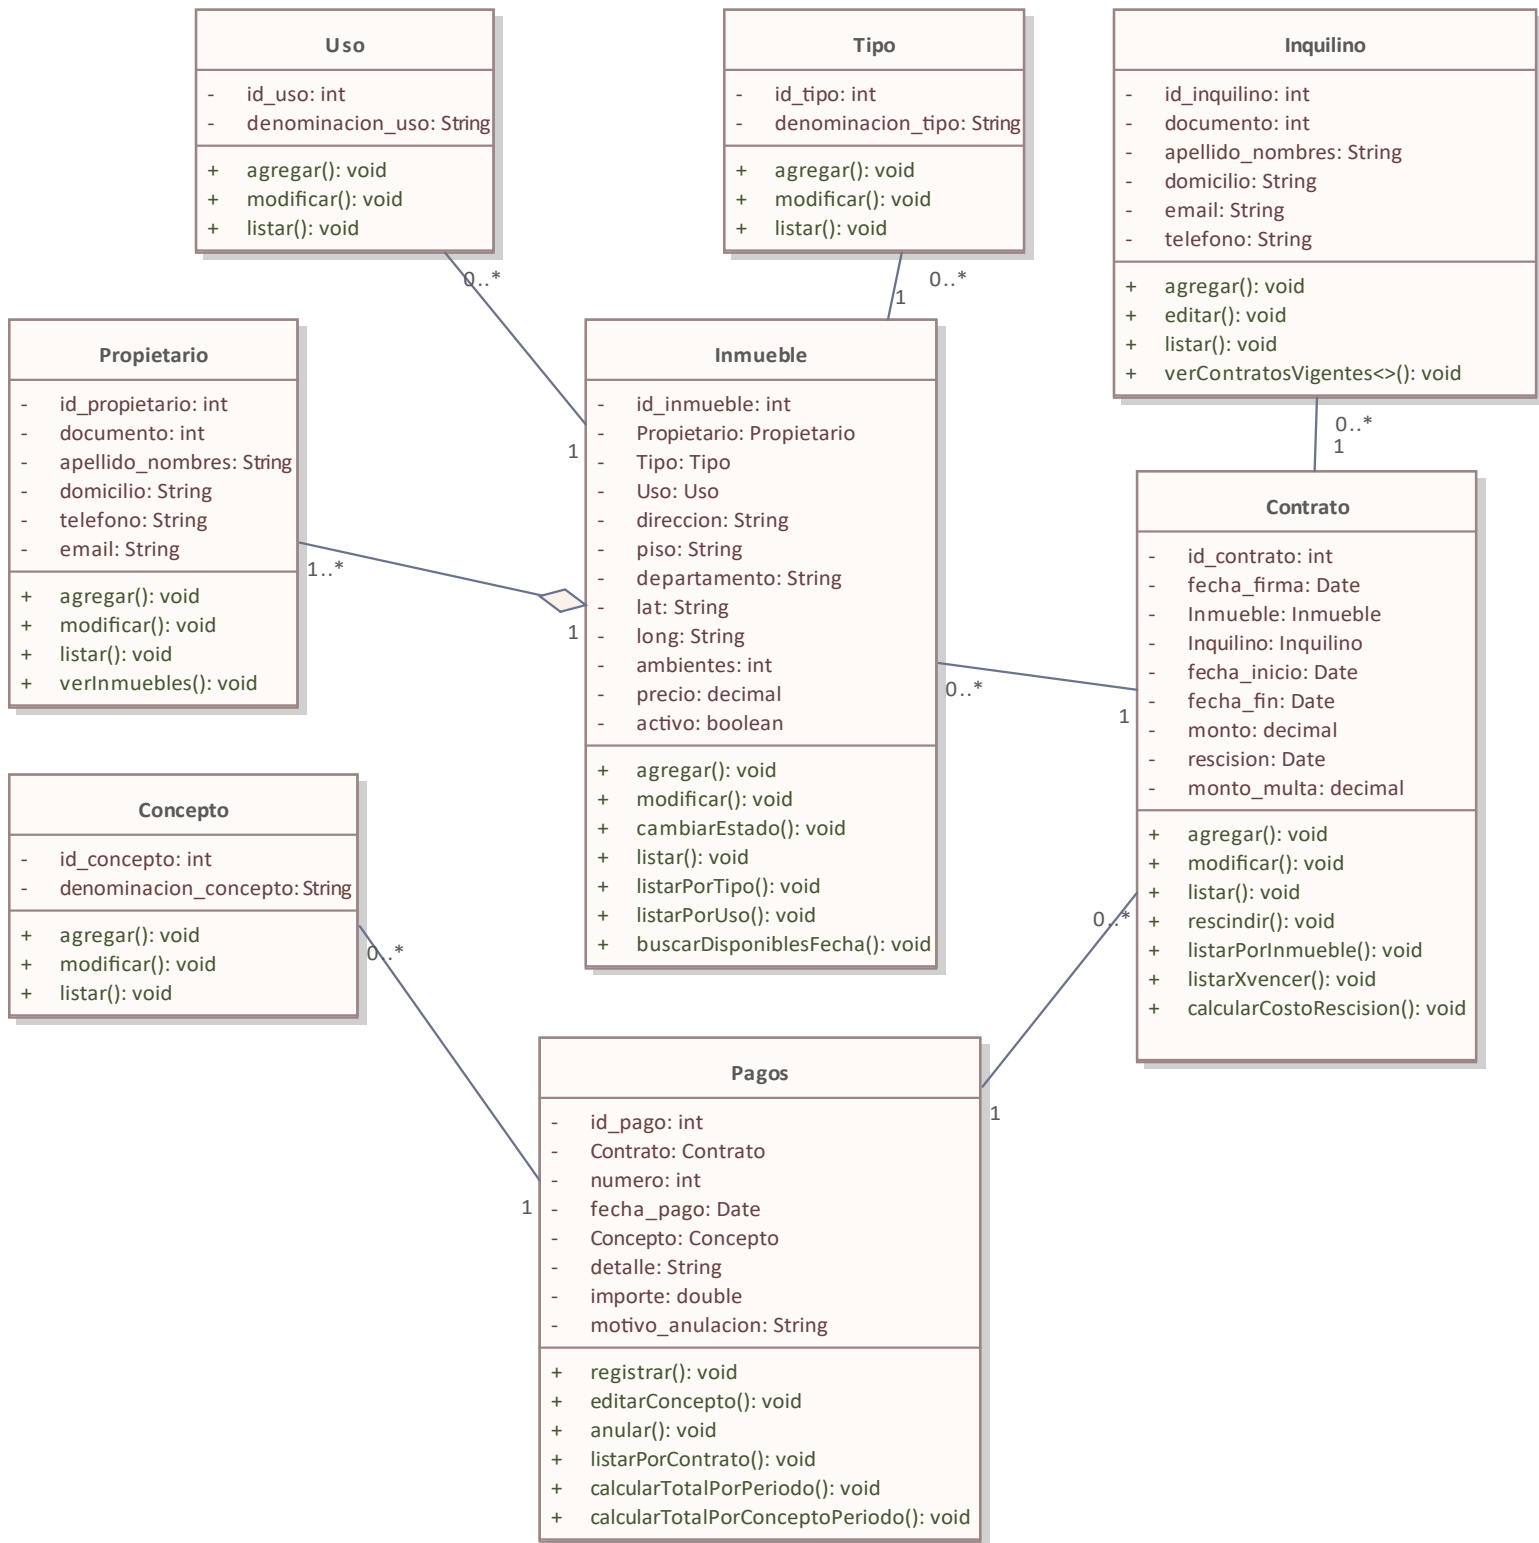 Uso
- id_uso: int
- denominacion_uso: String
+ agregar(): void
+ modificar(): void
+ listar(): void
0..*
1
Tipo
- id_tipo: int
- denominacion_tipo: String
+ agregar(): void
+ modificar(): void
+ listar(): void
0..*
1
Inquilino
- id_inquilino: int
- documento: int
- apellido_nombres: String
- domicilio: String
- email: String
- telefono: String
+ agregar(): void
+ editar(): void
+ listar(): void
+ verContratosVigentes<>(): void
0..*
1
Propietario
- id_propietario: int
- documento: int
- apellido_nombres: String
- domicilio: String
- telefono: String
- email: String
+ agregar(): void
+ modificar(): void
+ listar(): void
+ verInmuebles(): void
1..*
1
Inmueble
- id_inmueble: int
- Propietario: Propietario
- Tipo: Tipo
- Uso: Uso
- direccion: String
- piso: String
- departamento: String
- lat: String
- long: String
- ambientes: int
- precio: decimal
- activo: boolean
+ agregar(): void
+ modificar(): void
+ cambiarEstado(): void
+ listar(): void
+ listarPorTipo(): void
+ listarPorUso(): void
+ buscarDisponiblesFecha(): void
0..*
1
Contrato
- id_contrato: int
- fecha_firma: Date
- Inmueble: Inmueble
- Inquilino: Inquilino
- fecha_inicio: Date
- fecha_fin: Date
- monto: decimal
- rescision: Date
- monto_multa: decimal
+ agregar(): void
+ modificar(): void
+ listar(): void
+ rescindir(): void
+ listarPorInmueble(): void
+ listarXvencer(): void
+ calcularCostoRescision(): void
0..*
1
Concepto
- id_concepto: int
- denominacion_concepto: String
+ agregar(): void
+ modificar(): void
+ listar(): void
0..*
1
Pagos
- id_pago: int
- Contrato: Contrato
- numero: int
- fecha_pago: Date
- Concepto: Concepto
- detalle: String
- importe: double
- motivo_anulacion: String
+ registrar(): void
+ editarConcepto(): void
+ anular(): void
+ listarPorContrato(): void
+ calcularTotalPorPeriodo(): void
+ calcularTotalPorConceptoPeriodo(): void